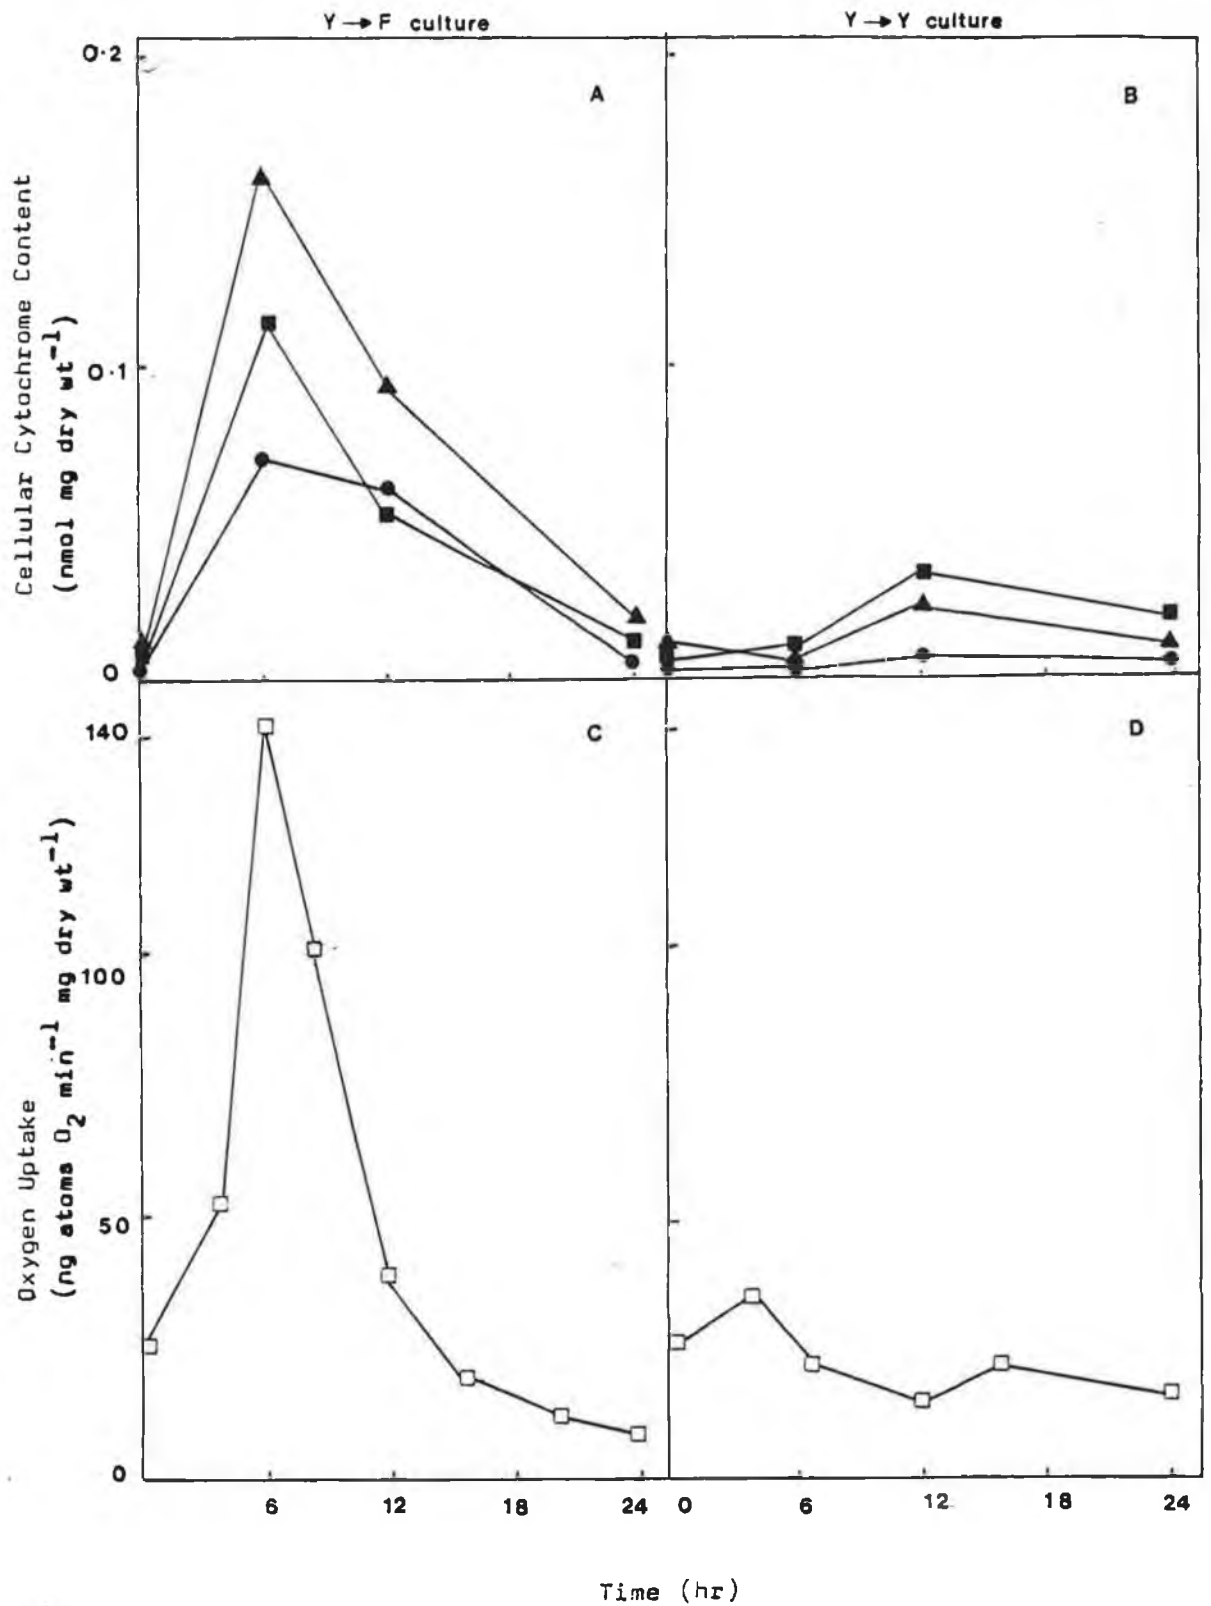 Y → F culture
Y → Y culture
0·2
0·1
0
A
B
Cellular Cytochrome Content
(nmol mg dry wt⁻¹)
140
100
50
0
C
D
Oxygen Uptake
(ng atoms O₂ min⁻¹ mg dry wt⁻¹)
6 12 18 24 0 6 12 18 24
Time (hr)